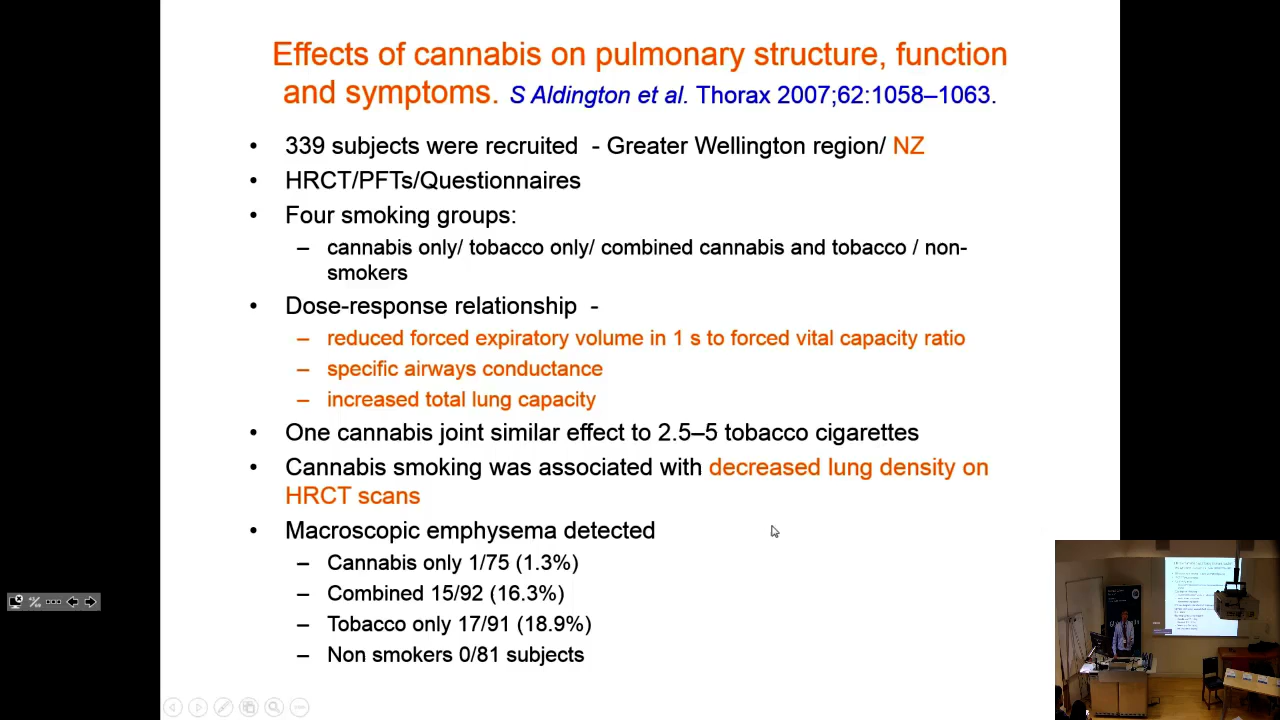 Effects of cannabis on pulmonary structure, function
and symptoms. S Aldington et al. Thorax 2007;62:1058–1063.
• 339 subjects were recruited - Greater Wellington region/ NZ
• HRCT/PFTs/Questionnaires
• Four smoking groups:
– cannabis only/ tobacco only/ combined cannabis and tobacco / non-
smokers
• Dose-response relationship -
– reduced forced expiratory volume in 1 s to forced vital capacity ratio
– specific airways conductance
– increased total lung capacity
• One cannabis joint similar effect to 2.5–5 tobacco cigarettes
• Cannabis smoking was associated with decreased lung density on
HRCT scans
• Macroscopic emphysema detected
– Cannabis only 1/75 (1.3%)
– Combined 15/92 (16.3%)
– Tobacco only 17/91 (18.9%)
– Non smokers 0/81 subjects